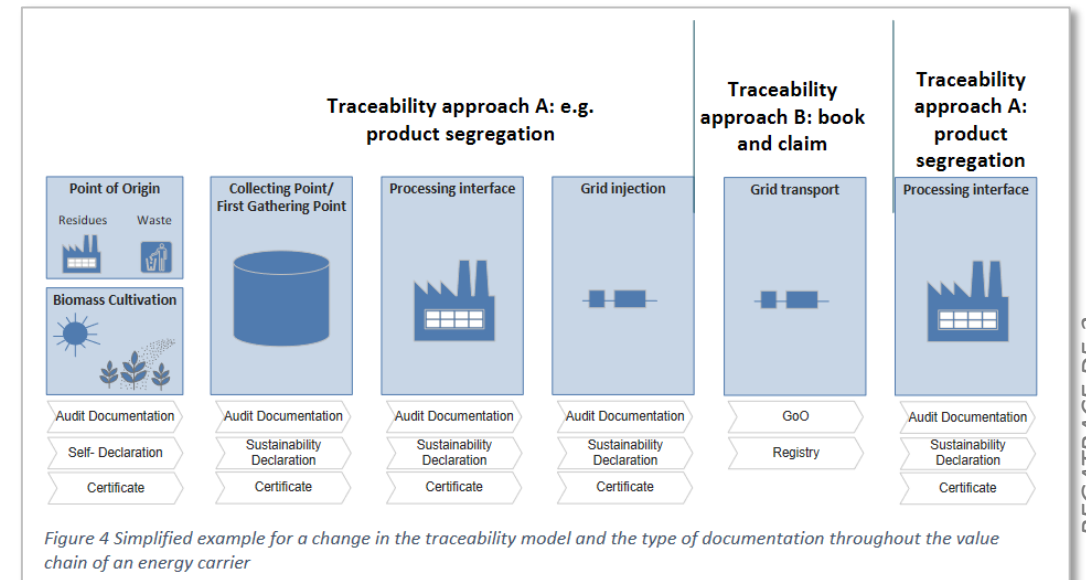 Traceability approach A: e.g.
product segregation
Traceability
approach B: book
and claim
Traceability
approach A:
product
segregation
Point of Origin
Residues Waste
Biomass Cultivation
Collecting Point/
First Gathering Point
Processing interface
Grid injection
Grid transport
Processing interface
Audit Documentation
Self- Declaration
Certificate
Audit Documentation
Sustainability
Declaration
Certificate
Audit Documentation
Sustainability
Declaration
Certificate
Audit Documentation
Sustainability
Declaration
Certificate
GoO
Registry
Audit Documentation
Sustainability
Declaration
Certificate
Figure 4 Simplified example for a change in the traceability model and the type of documentation throughout the value
chain of an energy carrier